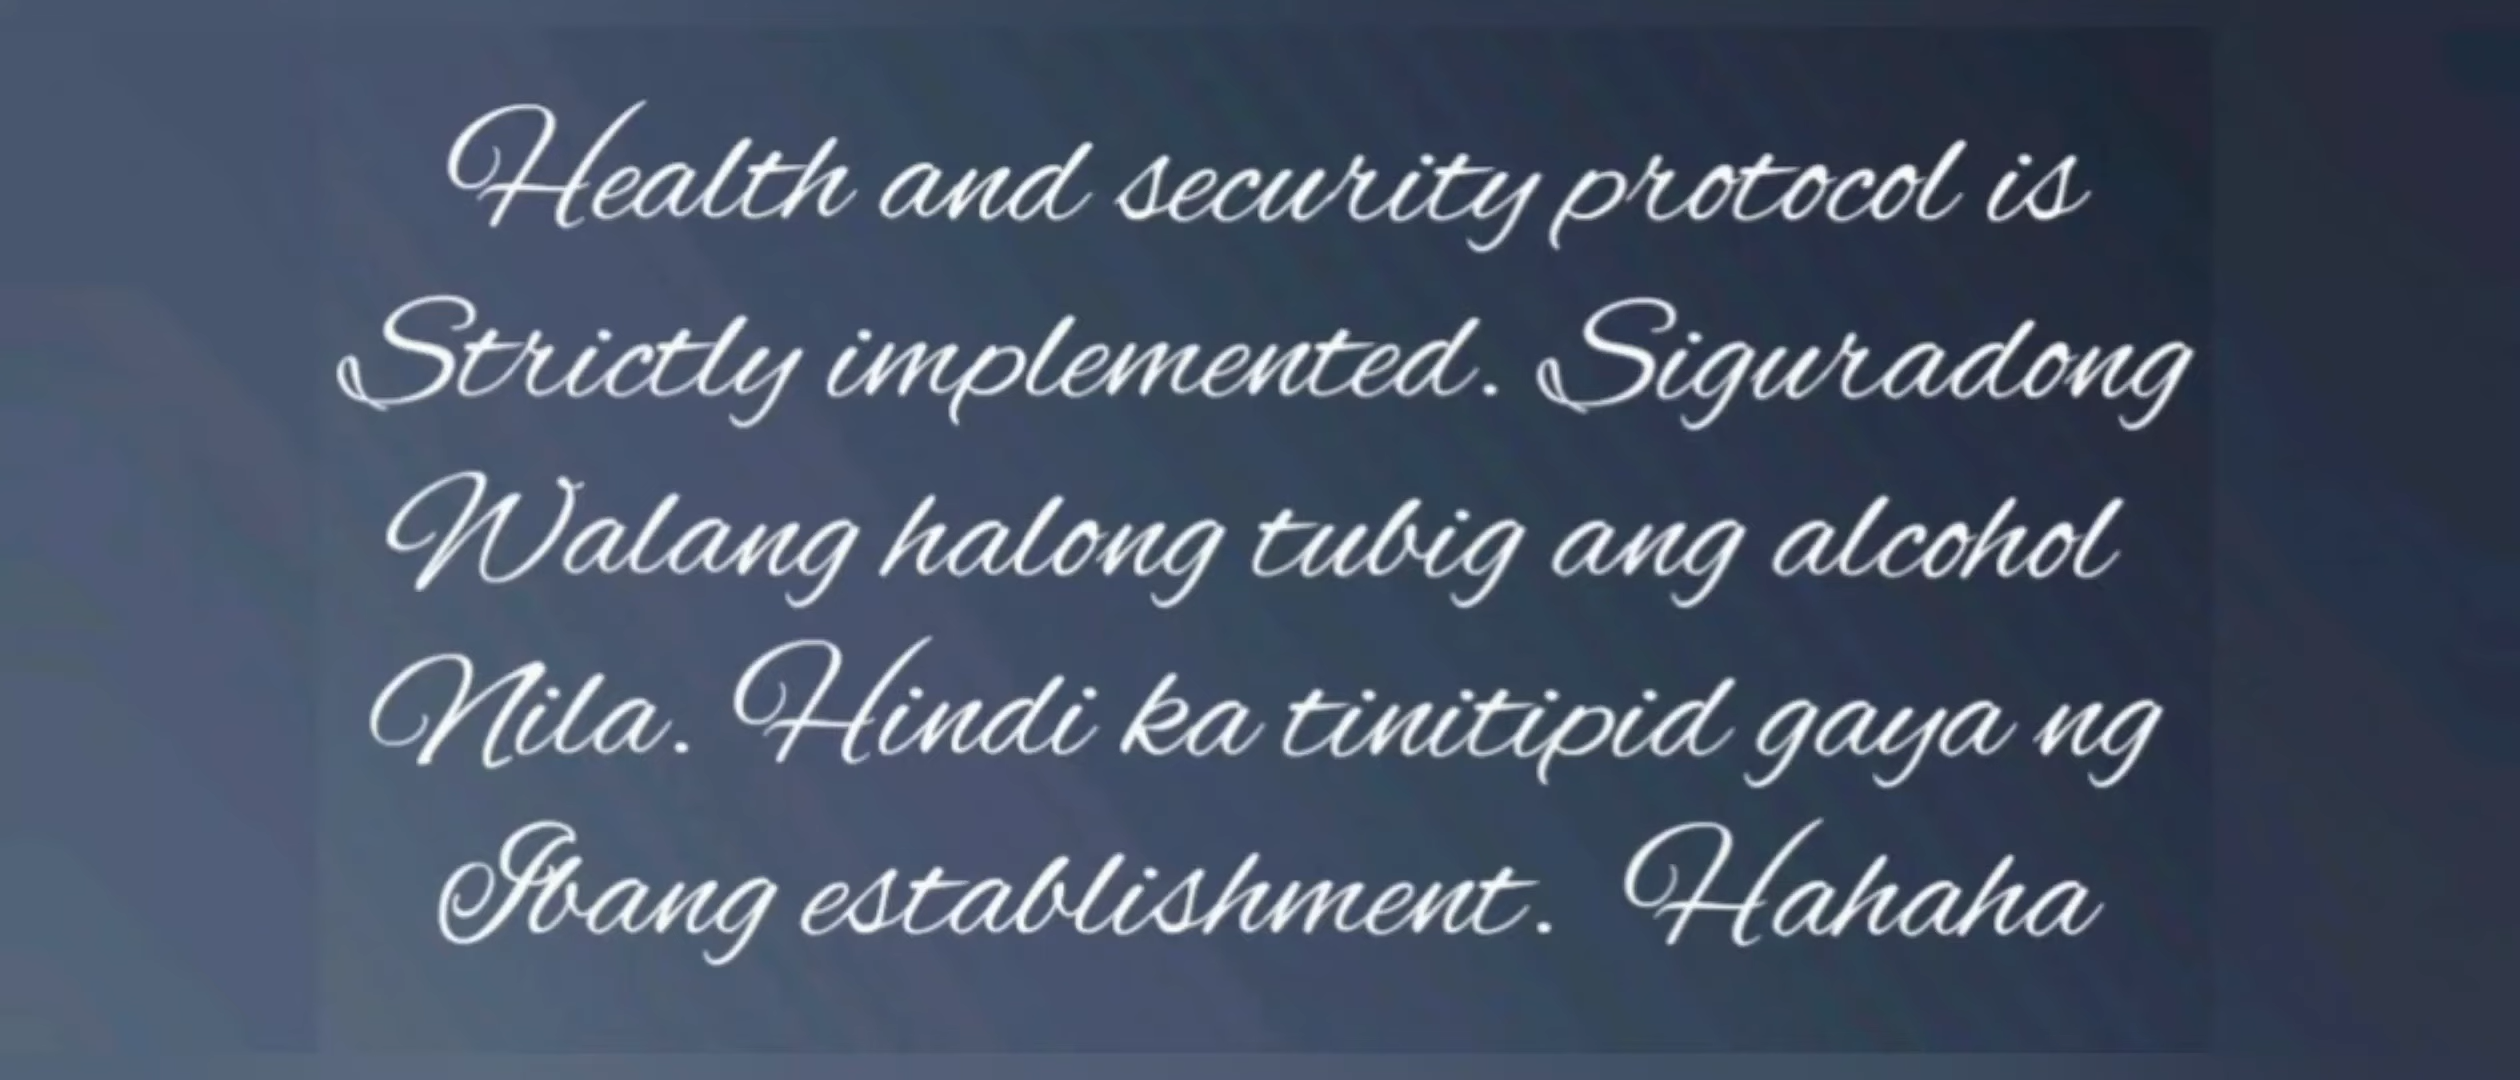 Health and security protocol is
Strictly implemented. Siguradong
Walang halong tubig ang alcohol
Nila. Hindi ka tinitipid gaya ng
Ibang establishment. Hahaha